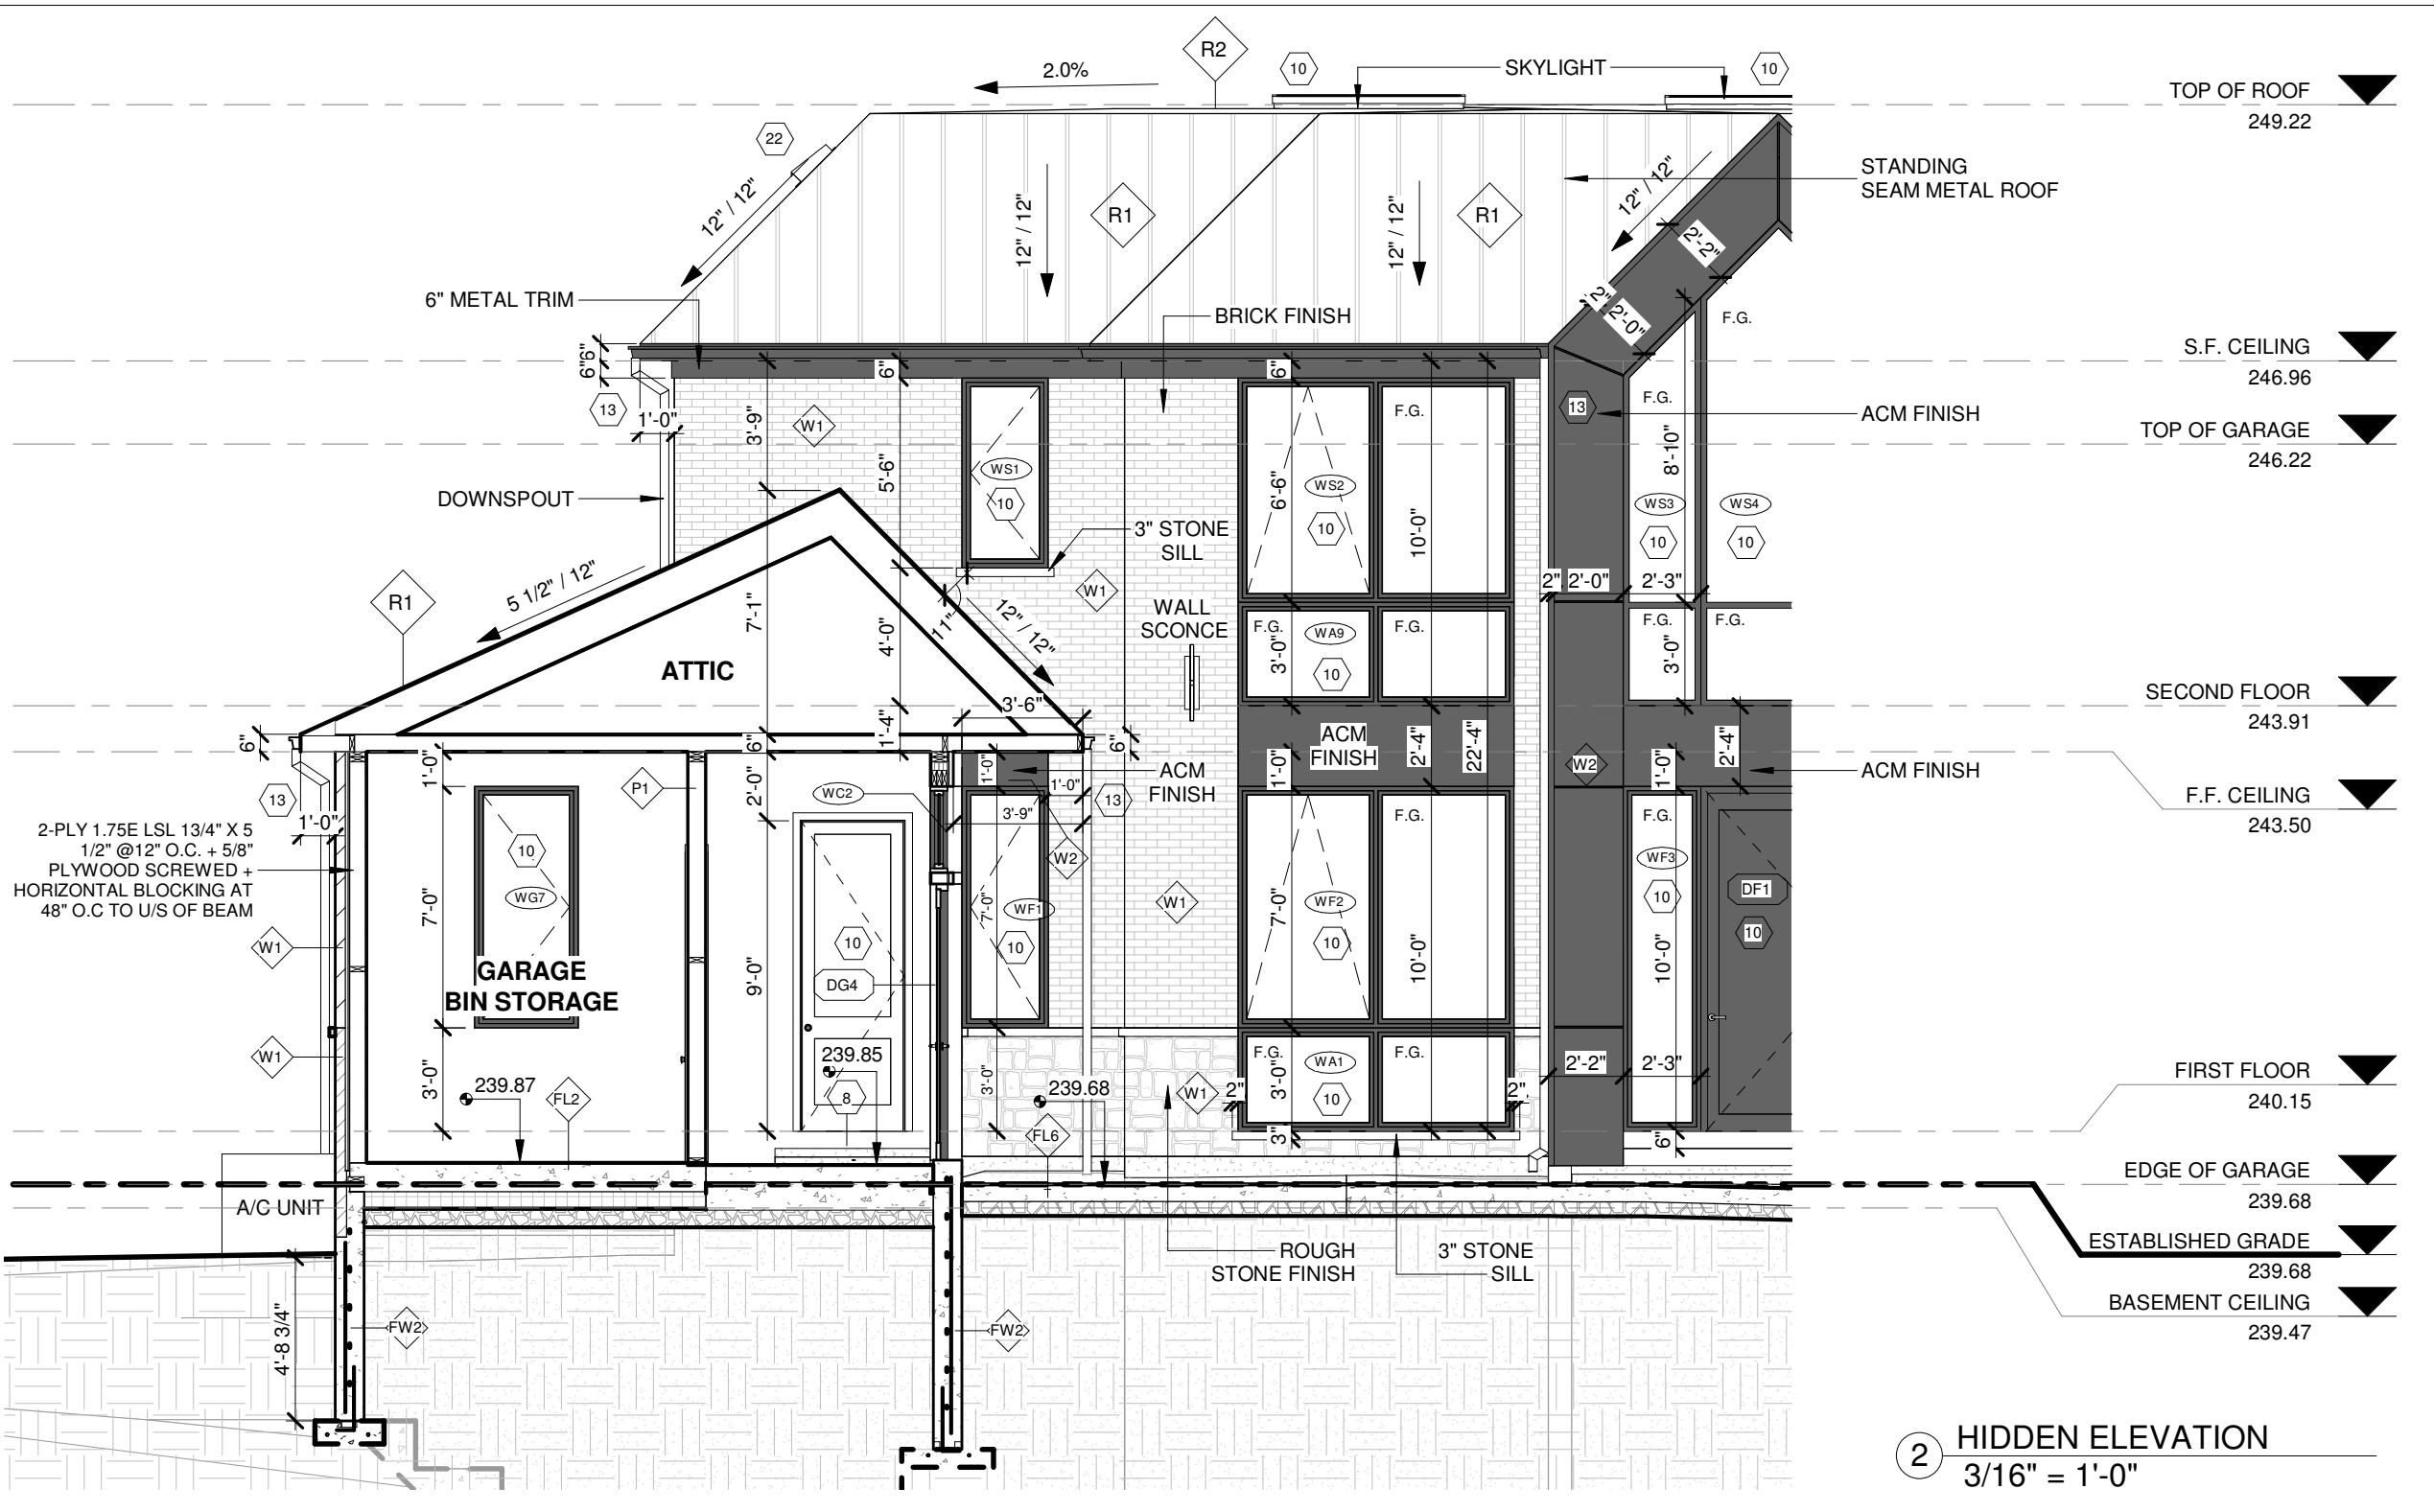 R2
10
SKYLIGHT
10
2.0%
TOP OF ROOF
249.22
22
12" / 12"
12" / 12"
R1
12" / 12"
R1
12" / 12"
STANDING
SEAM METAL ROOF
2'-2"
2"
2'-0"
F.G.
6" METAL TRIM
BRICK FINISH
S.F. CEILING
246.96
6"
6"
6"
6"
13
1'-0"
W1
3'-9"
5'-6"
WS1
10
6'-6"
WS2
10
F.G.
10'-0"
13
F.G.
8'-10"
ACM FINISH
TOP OF GARAGE
246.22
DOWNSPOUT
WS3
10
WS4
10
3" STONE
SILL
W1
R1
5 1/2" / 12"
7'-1"
4'-0"
11"
12" / 12"
WALL
SCONCE
2"
2'-0"
2'-3"
F.G.
WA9
10
3'-0"
F.G.
F.G.
F.G.
3'-0"
ATTIC
3'-6"
SECOND FLOOR
243.91
6"
6"
1'-4"
6"
ACM
FINISH
1'-0"
2'-4"
22'-4"
W2
1'-0"
2'-4"
ACM FINISH
F.F. CEILING
243.50
1'-0"
P1
2'-0"
WC2
1'-0"
ACM
FINISH
1'-0"
13
3'-9"
W2
13
1'-0"
2-PLY 1.75E LSL 13/4" X 5
1/2" @12" O.C. + 5/8"
PLYWOOD SCREWED +
HORIZONTAL BLOCKING AT
48" O.C TO U/S OF BEAM
10
WG7
7'-0"
GARAGE
BIN STORAGE
9'-0"
10
DG4
7'-0"
WF1
10
W1
7'-0"
WF2
10
F.G.
10'-0"
F.G.
WF3
10
10'-0"
DF1
10
W1
W1
3'-0"
239.87
FL2
239.85
8
3'-0"
239.68
FL6
W1
2"
F.G.
3'-0"
WA1
10
F.G.
2"
3"
2'-2"
2'-3"
6"
FIRST FLOOR
240.15
EDGE OF GARAGE
239.68
A/C UNIT
ESTABLISHED GRADE
239.68
ROUGH
STONE FINISH
3" STONE
SILL
BASEMENT CEILING
239.47
4'-8 3/4"
FW2
FW2
2
HIDDEN ELEVATION
3/16" = 1'-0"